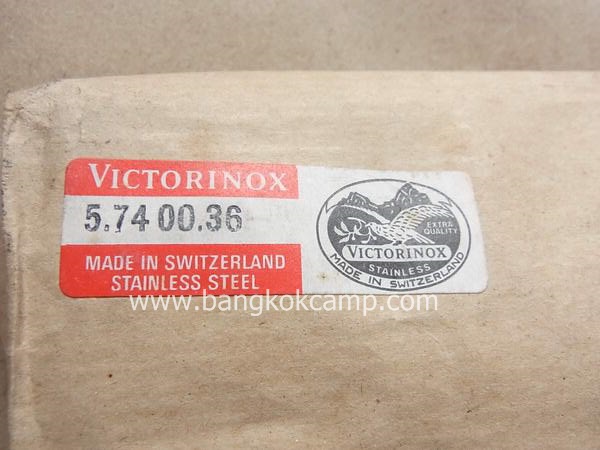 VICTORINOX
5.74 00.36
MADE IN SWITZERLAND
STAINLESS STEEL
EXTRA
QUALITY
VICTORINOX
STAINLESS
MADE IN SWITZERLAND
www.bangkokcamp.com